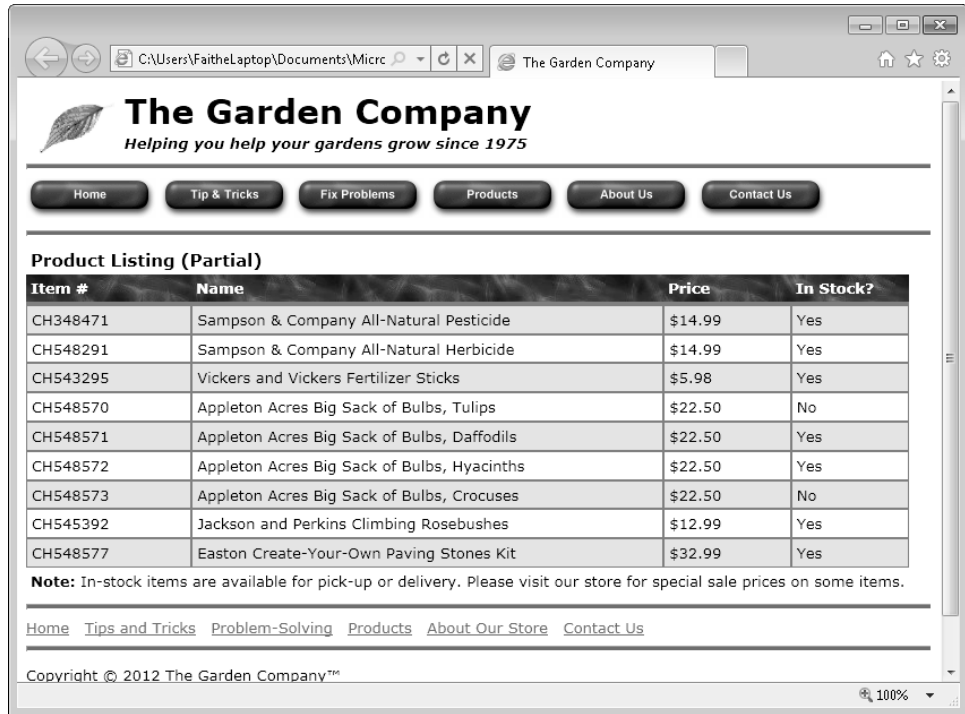 C:\Users\FaitheLaptop\Documents\Micrc
The Garden Company
The Garden Company
Helping you help your gardens grow since 1975
Home Tip & Tricks Fix Problems Products About Us Contact Us
Product Listing (Partial)
Item # Name Price In Stock?
CH348471 Sampson & Company All-Natural Pesticide $14.99 Yes
CH548291 Sampson & Company All-Natural Herbicide $14.99 Yes
CH543295 Vickers and Vickers Fertilizer Sticks $5.98 Yes
CH548570 Appleton Acres Big Sack of Bulbs, Tulips $22.50 No
CH548571 Appleton Acres Big Sack of Bulbs, Daffodils $22.50 Yes
CH548572 Appleton Acres Big Sack of Bulbs, Hyacinths $22.50 Yes
CH548573 Appleton Acres Big Sack of Bulbs, Crocuses $22.50 No
CH545392 Jackson and Perkins Climbing Rosebushes $12.99 Yes
CH548577 Easton Create-Your-Own Paving Stones Kit $32.99 Yes
Note: In-stock items are available for pick-up or delivery. Please visit our store for special sale prices on some items.
Home Tips and Tricks Problem-Solving Products About Our Store Contact Us
Copyright © 2012 The Garden Company™
100%